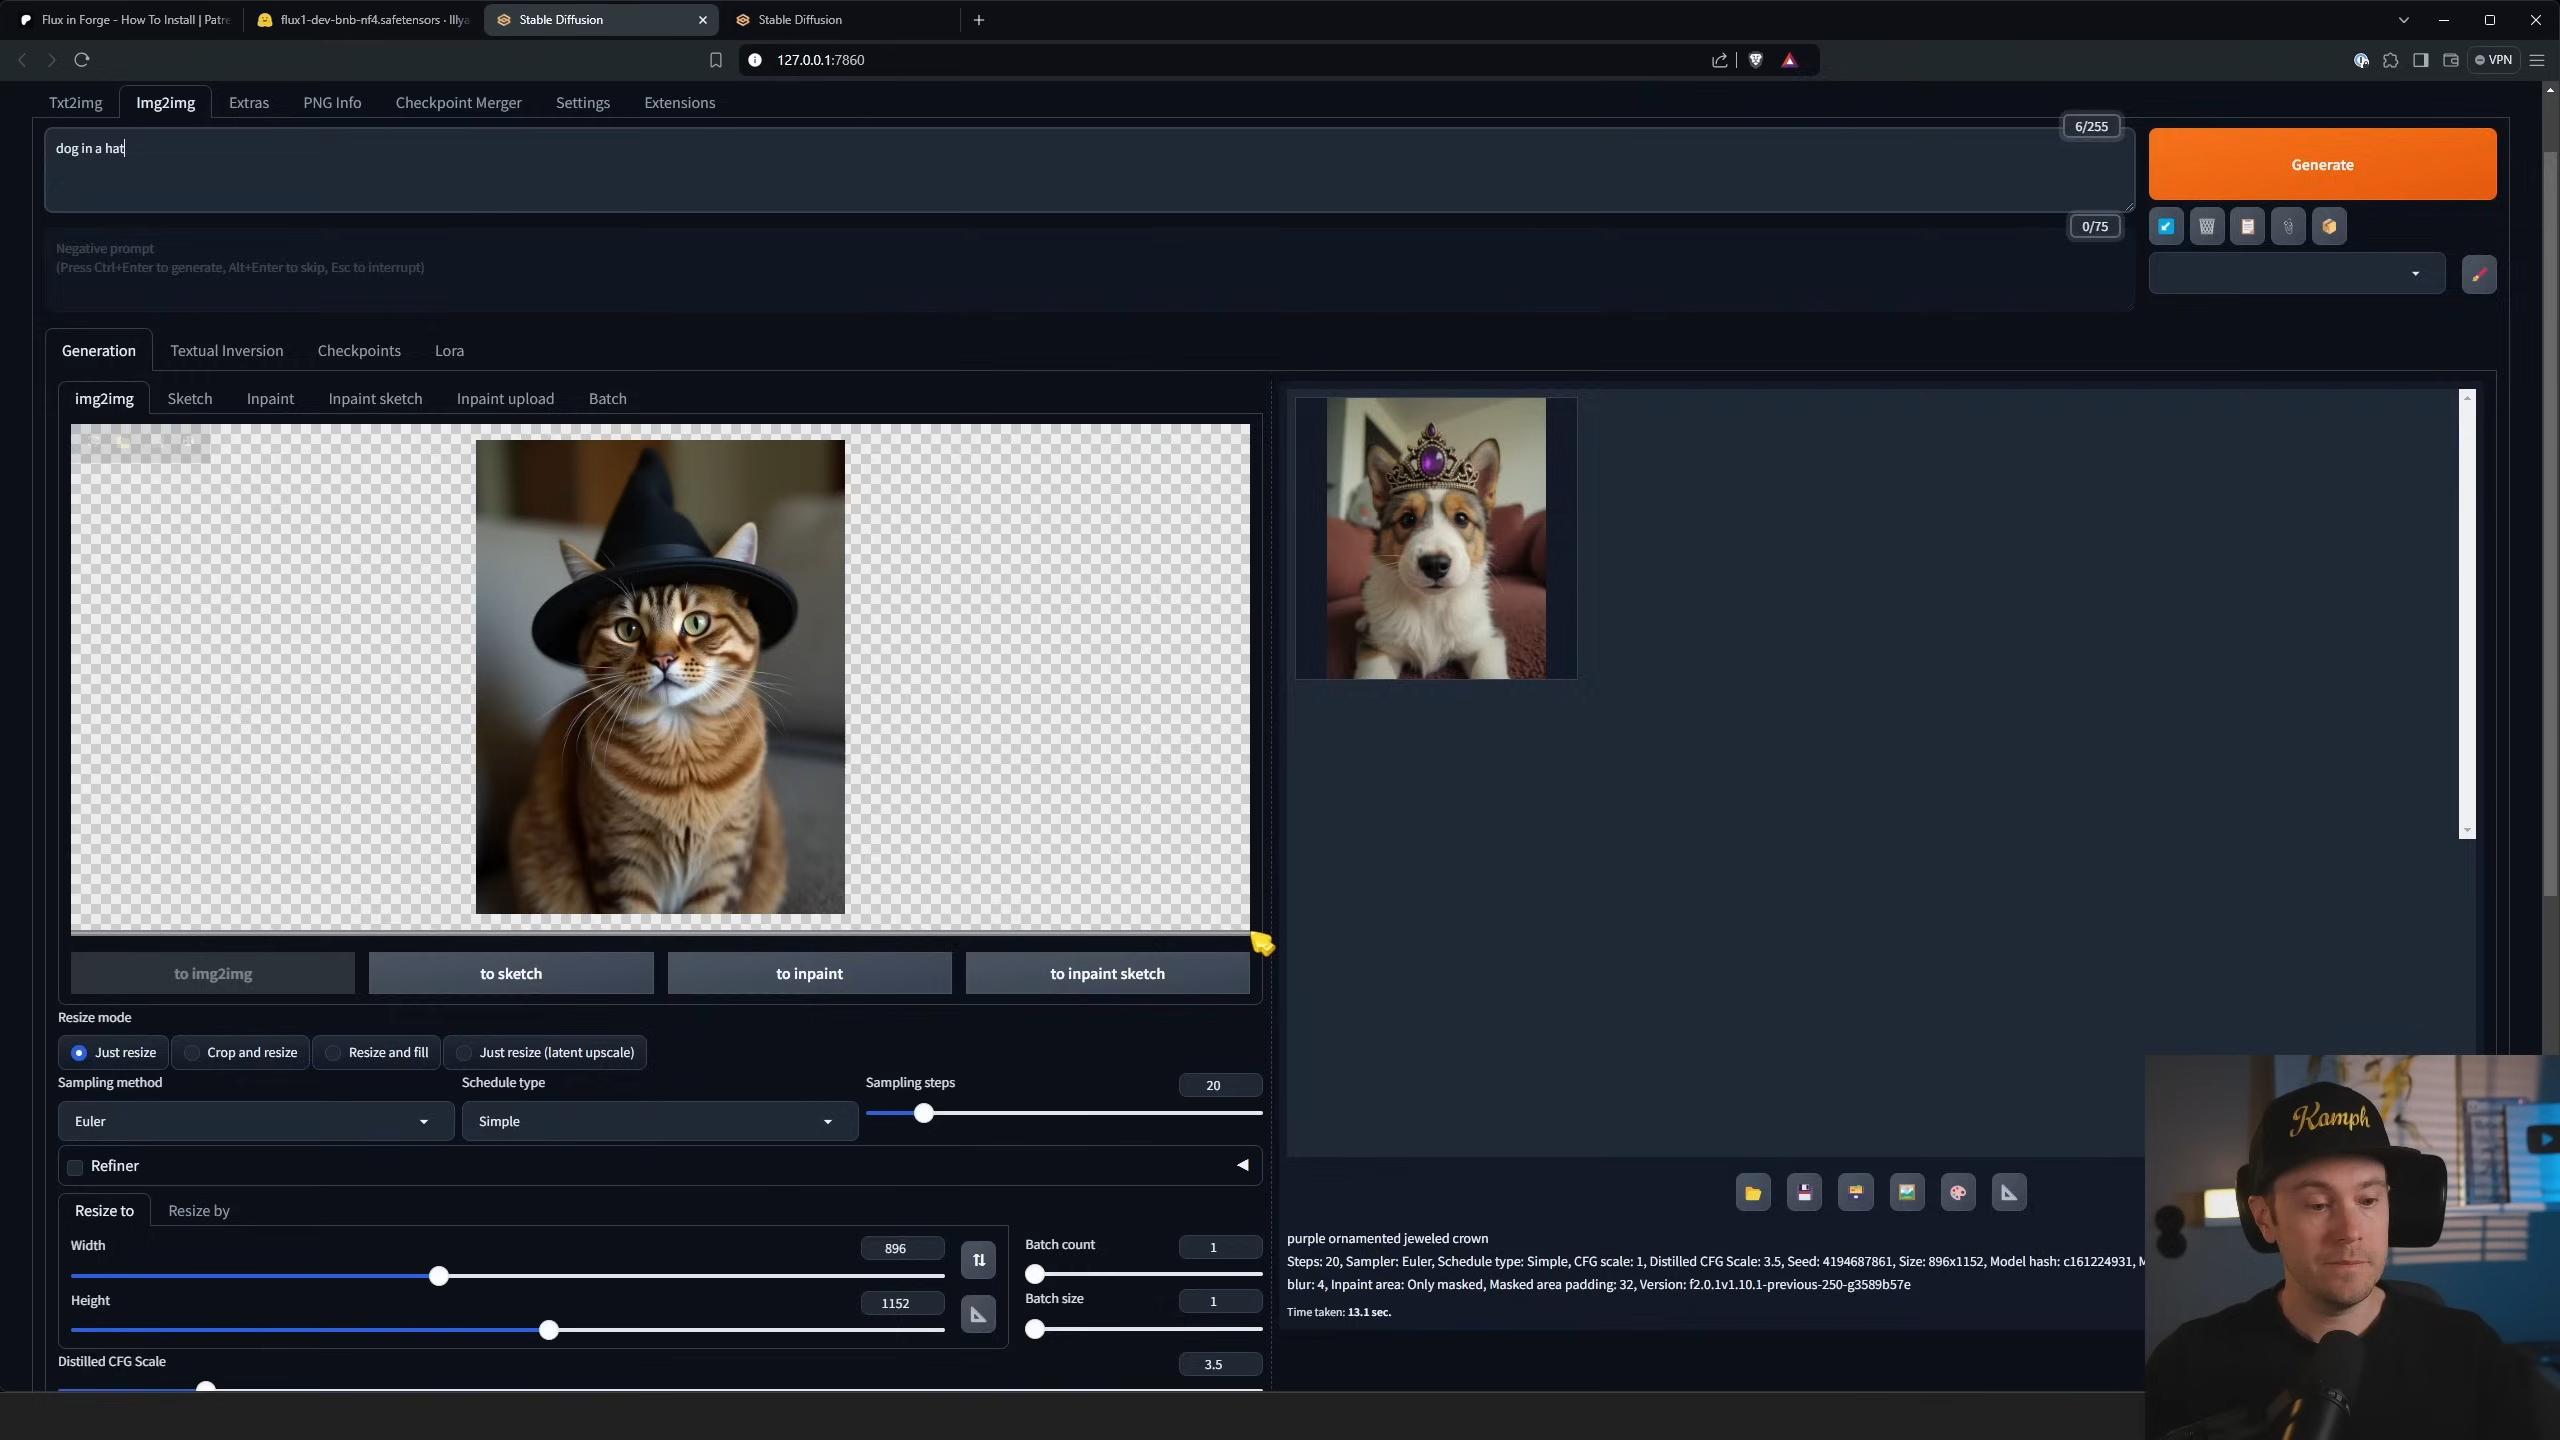 Flux in Forge - How To Install | Patre
flux1-dev-bnb-nf4.safetensors · Illya
Stable Diffusion
Stable Diffusion
127.0.0.1:7860
VPN
Txt2img
Img2img
Extras
PNG Info
Checkpoint Merger
Settings
Extensions
6/255
dog in a hat
Generate
0/75
Negative prompt
(Press Ctrl+Enter to generate, Alt+Enter to skip, Esc to interrupt)
Generation
Textual Inversion
Checkpoints
Lora
img2img
Sketch
Inpaint
Inpaint sketch
Inpaint upload
Batch
to img2img
to sketch
to inpaint
to inpaint sketch
Resize mode
Just resize
Crop and resize
Resize and fill
Just resize (latent upscale)
Sampling method
Schedule type
Sampling steps
20
Euler
Simple
Refiner
Resize to
Resize by
Width
896
Batch count
1
Height
1152
Batch size
1
Distilled CFG Scale
3.5
purple ornamented jeweled crown
Steps: 20, Sampler: Euler, Schedule type: Simple, CFG scale: 1, Distilled CFG Scale: 3.5, Seed: 4194687861, Size: 896x1152, Model hash: c161224931, M
blur: 4, Inpaint area: Only masked, Masked area padding: 32, Version: f2.0.1v1.10.1-previous-250-g3589b57e
Time taken: 13.1 sec.
Kamph